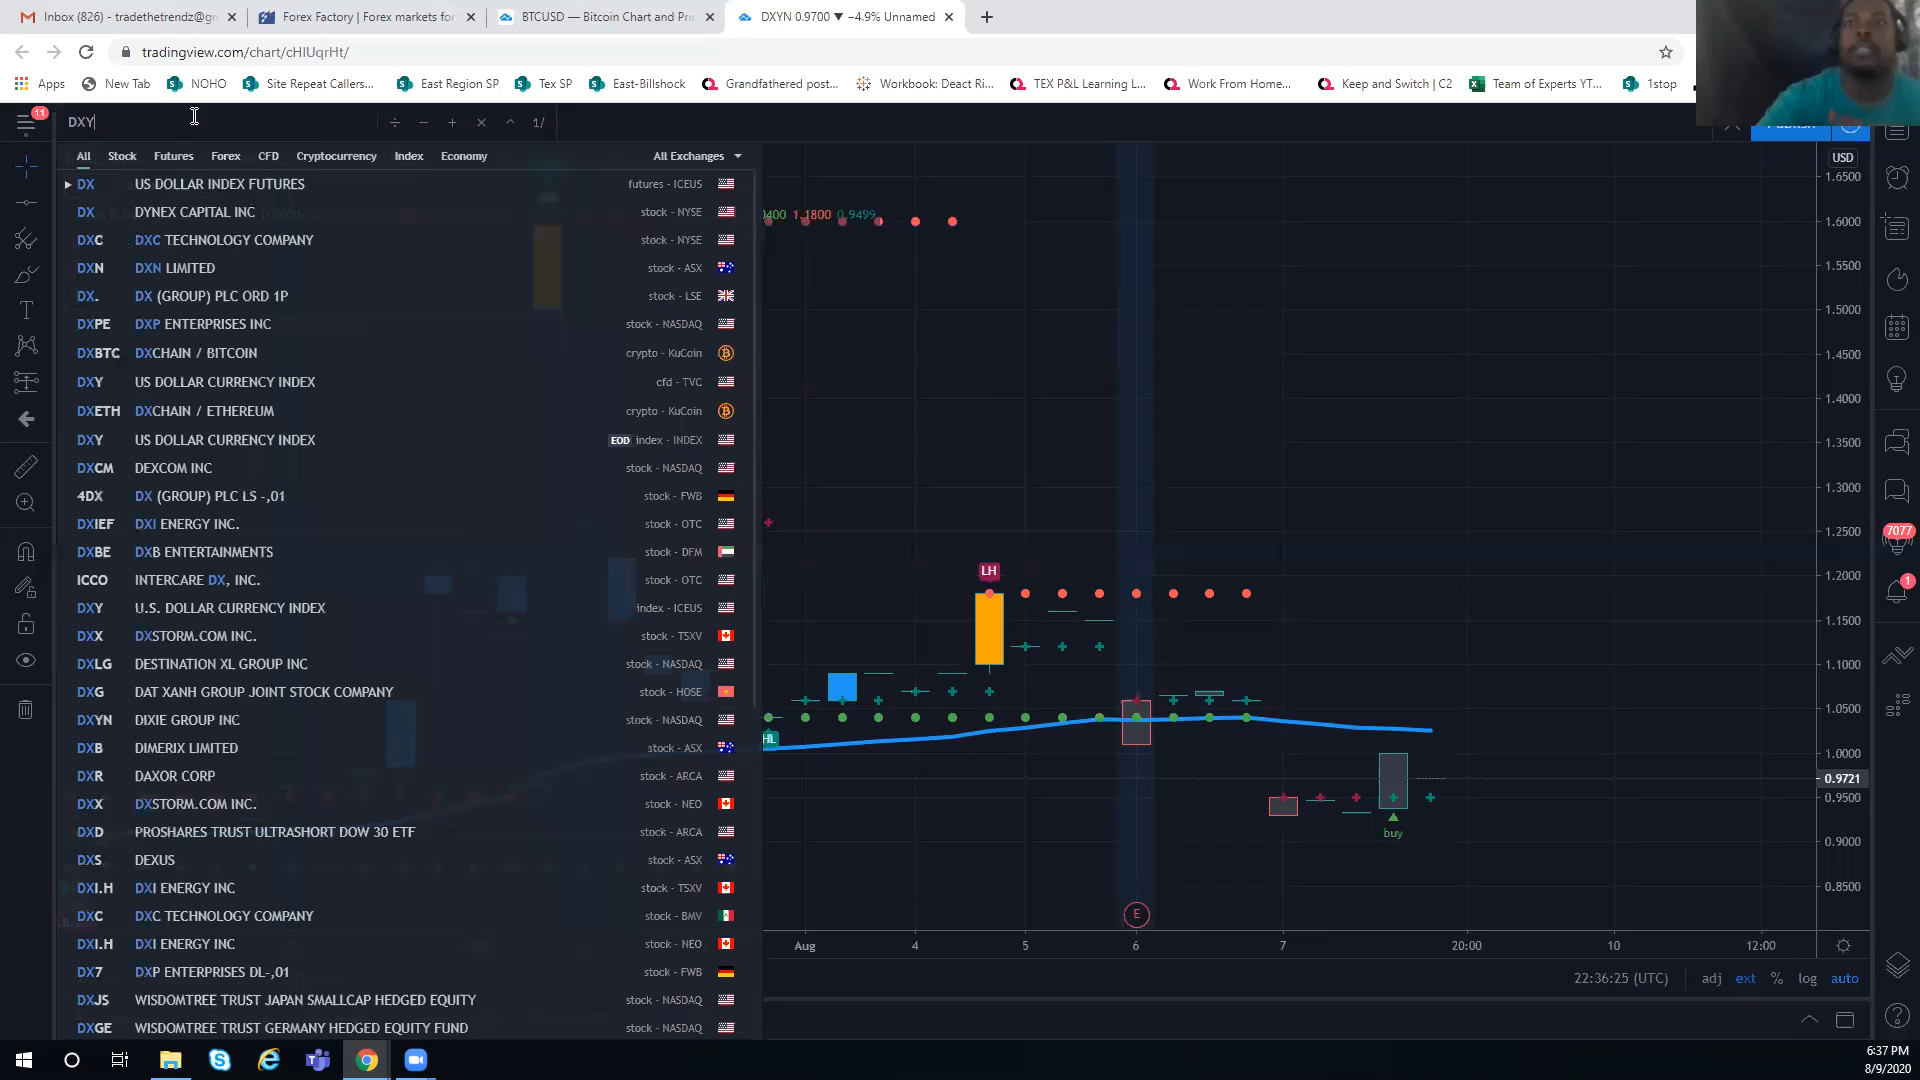 Inbox (826) - tradethetrendz@gr
Forex Factory | Forex markets for
BTCUSD — Bitcoin Chart and Pric
DXYN 0.9700 ▼ −4.9% Unnamed
tradingview.com/chart/cHlUqrHt/
Apps
New Tab
NOHO
Site Repeat Callers...
East Region SP
Tex SP
East-Billshock
Grandfathered post...
Workbook: Deact Ri...
TEX P&L Learning L...
Work From Home...
Keep and Switch | C2
Team of Experts YT...
1stop
11
DXY
÷ − + × ^ 1/
Publish
All Stock Futures Forex CFD Cryptocurrency Index Economy All Exchanges
DX US DOLLAR INDEX FUTURES futures - ICEUS
DX DYNEX CAPITAL INC stock - NYSE
DXC DXC TECHNOLOGY COMPANY stock - NYSE
DXN DXN LIMITED stock - ASX
DX. DX (GROUP) PLC ORD 1P stock - LSE
DXPE DXP ENTERPRISES INC stock - NASDAQ
DXBTC DXCHAIN / BITCOIN crypto - KuCoin
DXY US DOLLAR CURRENCY INDEX cfd - TVC
DXETH DXCHAIN / ETHEREUM crypto - KuCoin
DXY US DOLLAR CURRENCY INDEX EOD index - INDEX
DXCM DEXCOM INC stock - NASDAQ
4DX DX (GROUP) PLC LS -,01 stock - FWB
DXIEF DXI ENERGY INC. stock - OTC
DXBE DXB ENTERTAINMENTS stock - DFM
ICCO INTERCARE DX, INC. stock - OTC
DXY U.S. DOLLAR CURRENCY INDEX index - ICEUS
DXX DXSTORM.COM INC. stock - TSXV
DXLG DESTINATION XL GROUP INC stock - NASDAQ
DXG DAT XANH GROUP JOINT STOCK COMPANY stock - HOSE
DXYN DIXIE GROUP INC stock - NASDAQ
DXB DIMERIX LIMITED stock - ASX
DXR DAXOR CORP stock - ARCA
DXX DXSTORM.COM INC. stock - NEO
DXD PROSHARES TRUST ULTRASHORT DOW 30 ETF stock - ARCA
DXS DEXUS stock - ASX
DXI.H DXI ENERGY INC stock - TSXV
DXC DXC TECHNOLOGY COMPANY stock - BMV
DXI.H DXI ENERGY INC stock - NEO
DX7 DXP ENTERPRISES DL-,01 stock - FWB
DXJS WISDOMTREE TRUST JAPAN SMALLCAP HEDGED EQUITY stock - NASDAQ
DXGE WISDOMTREE TRUST GERMANY HEDGED EQUITY FUND stock - NASDAQ
0400 1.1800 0.9499
LH
HL
buy
E
USD
1.6500
1.6000
1.5500
1.5000
1.4500
1.4000
1.3500
1.3000
1.2500
1.2000
1.1500
1.1000
1.0500
1.0000
0.9721
0.9500
0.9000
0.8500
Aug 4 5 6 7 20:00 10 12:00
22:36:25 (UTC) adj ext % log auto
7077
1
6:37 PM
8/9/2020